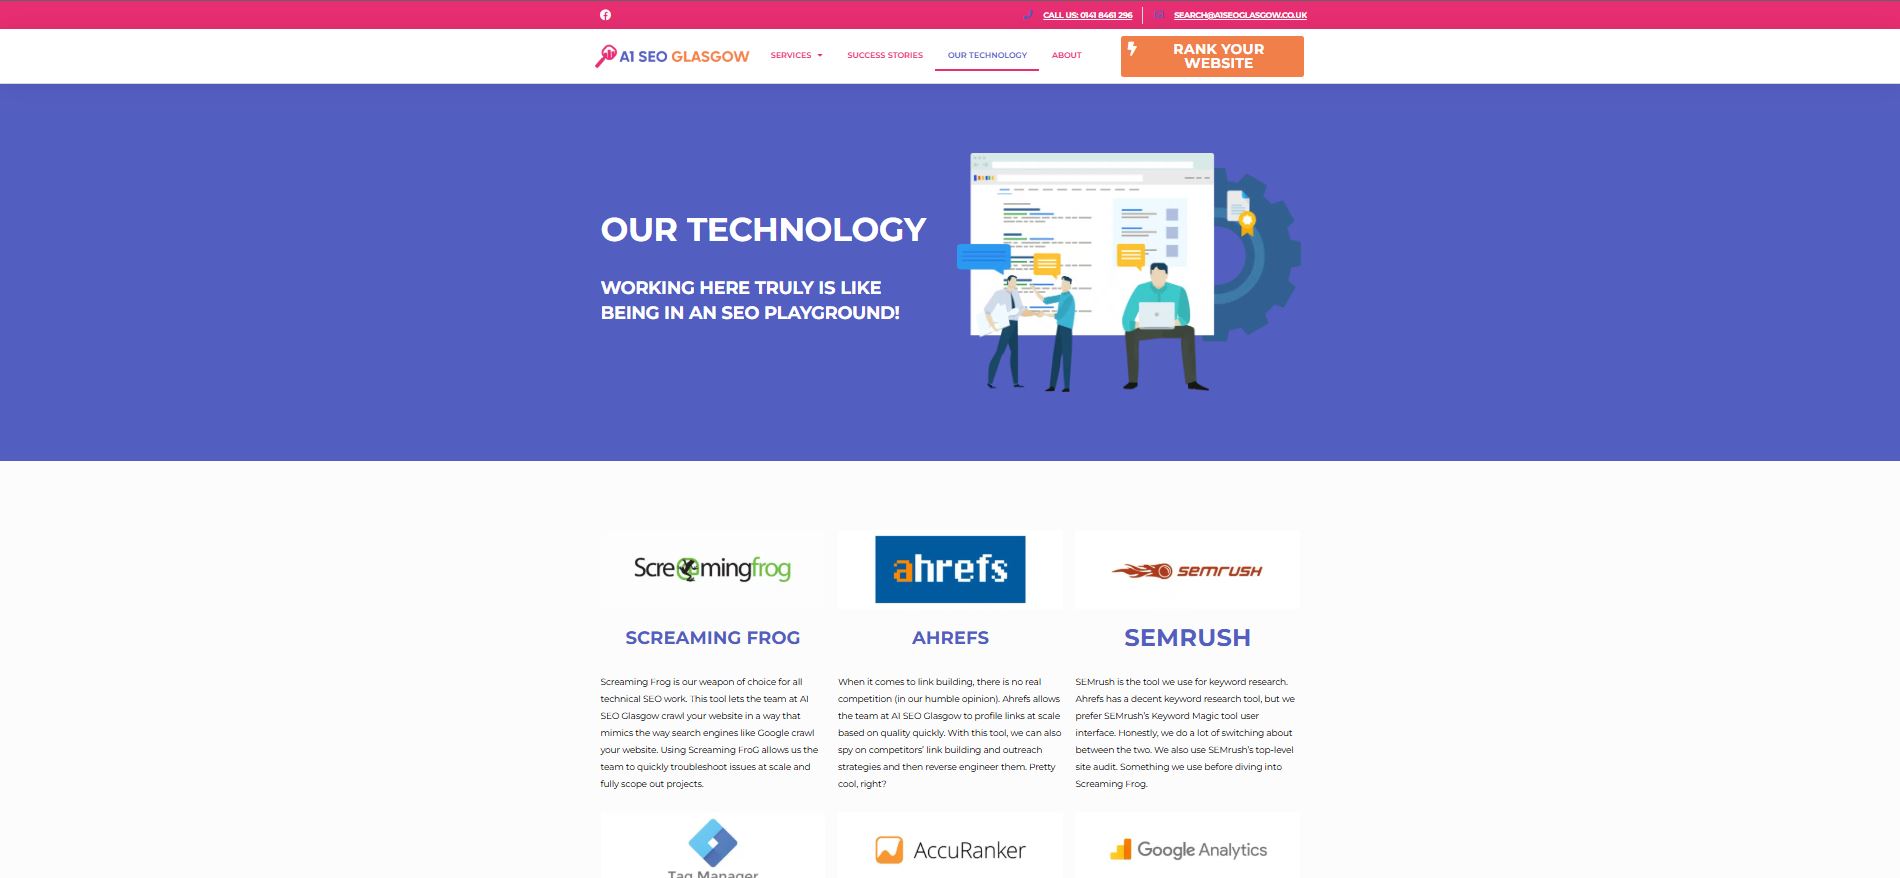 CALL US: 0141 8461 296
SEARCH@A1SEOGLASGOW.CO.UK
A1 SEO GLASGOW
SERVICES
SUCCESS STORIES
OUR TECHNOLOGY
ABOUT
RANK YOUR
WEBSITE
OUR TECHNOLOGY
WORKING HERE TRULY IS LIKE
BEING IN AN SEO PLAYGROUND!
Screamingfrog
ahrefs
semrush
SCREAMING FROG
AHREFS
SEMRUSH
Screaming Frog is our weapon of choice for all
technical SEO work. This tool lets the team at A1
SEO Glasgow crawl your website in a way that
mimics the way search engines like Google crawl
your website. Using Screaming FroG allows us the
team to quickly troubleshoot issues at scale and
fully scope out projects.
When it comes to link building, there is no real
competition (in our humble opinion). Ahrefs allows
the team at A1 SEO Glasgow to profile links at scale
based on quality quickly. With this tool, we can also
spy on competitors' link building and outreach
strategies and then reverse engineer them. Pretty
cool, right?
SEMrush is the tool we use for keyword research.
Ahrefs has a decent keyword research tool, but we
prefer SEMrush's Keyword Magic tool user
interface. Honestly, we do a lot of switching about
between the two. We also use SEMrush's top-level
site audit. Something we use before diving into
Screaming Frog.
Tag Manager
AccuRanker
Google Analytics